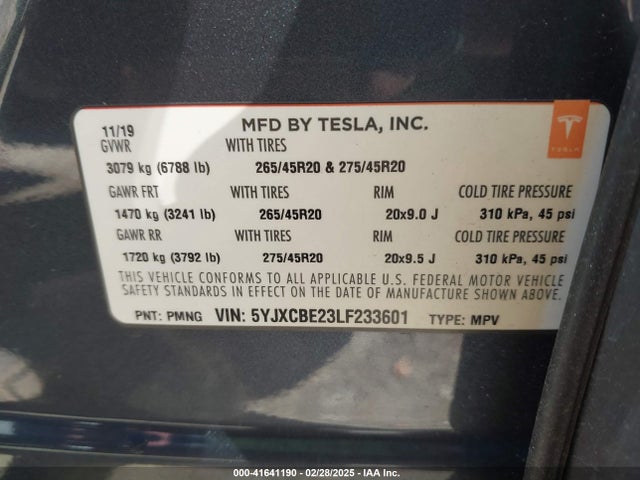 11/19 MFD BY TESLA, INC.
GVWR WITH TIRES
3079 kg (6788 lb) 265/45R20 & 275/45R20
GAWR FRT WITH TIRES RIM COLD TIRE PRESSURE
1470 kg (3241 lb) 265/45R20 20x9.0 J 310 kPa, 45 psi
GAWR RR WITH TIRES RIM COLD TIRE PRESSURE
1720 kg (3792 lb) 275/45R20 20x9.5 J 310 kPa, 45 psi
THIS VEHICLE CONFORMS TO ALL APPLICABLE U.S. FEDERAL MOTOR VEHICLE
SAFETY STANDARDS IN EFFECT ON THE DATE OF MANUFACTURE SHOWN ABOVE.
PNT: PMNG VIN: 5YJXCBE23LF233601 TYPE: MPV
TESLA
000-41641190 - 02/28/2025 - IAA Inc.